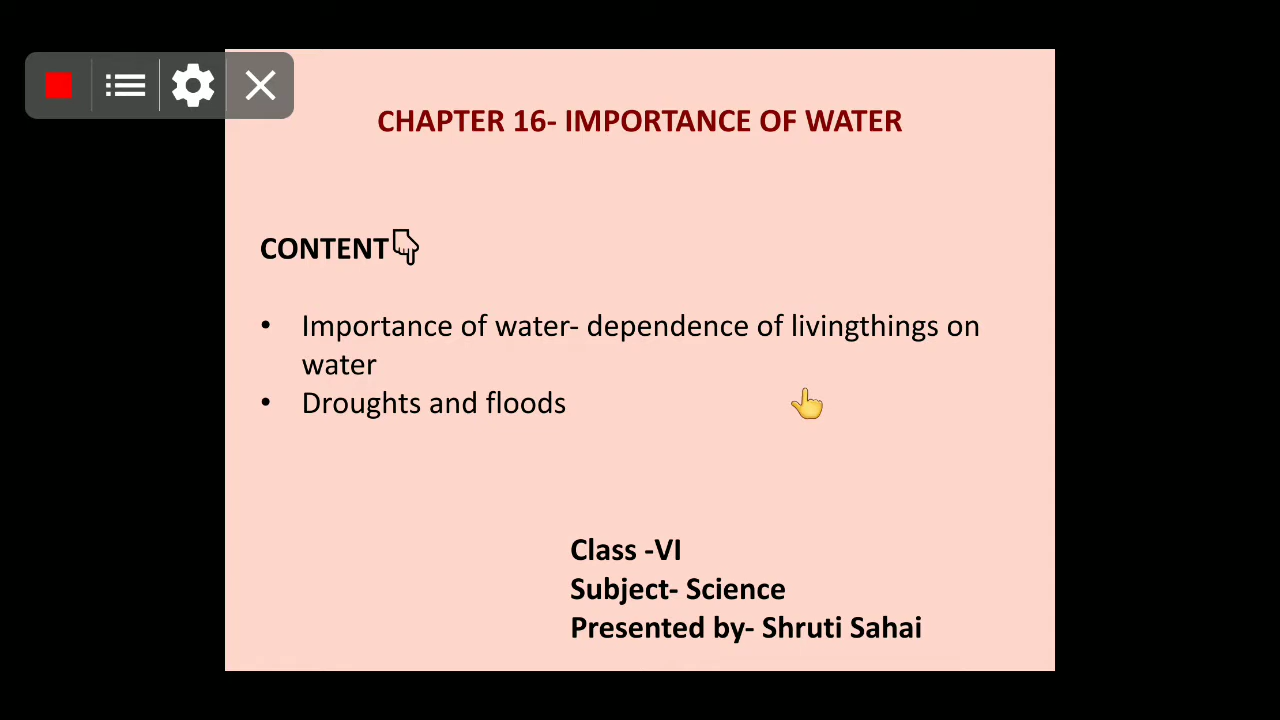 CHAPTER 16- IMPORTANCE OF WATER
CONTENT
• Importance of water- dependence of livingthings on
water
• Droughts and floods
Class -VI
Subject- Science
Presented by- Shruti Sahai